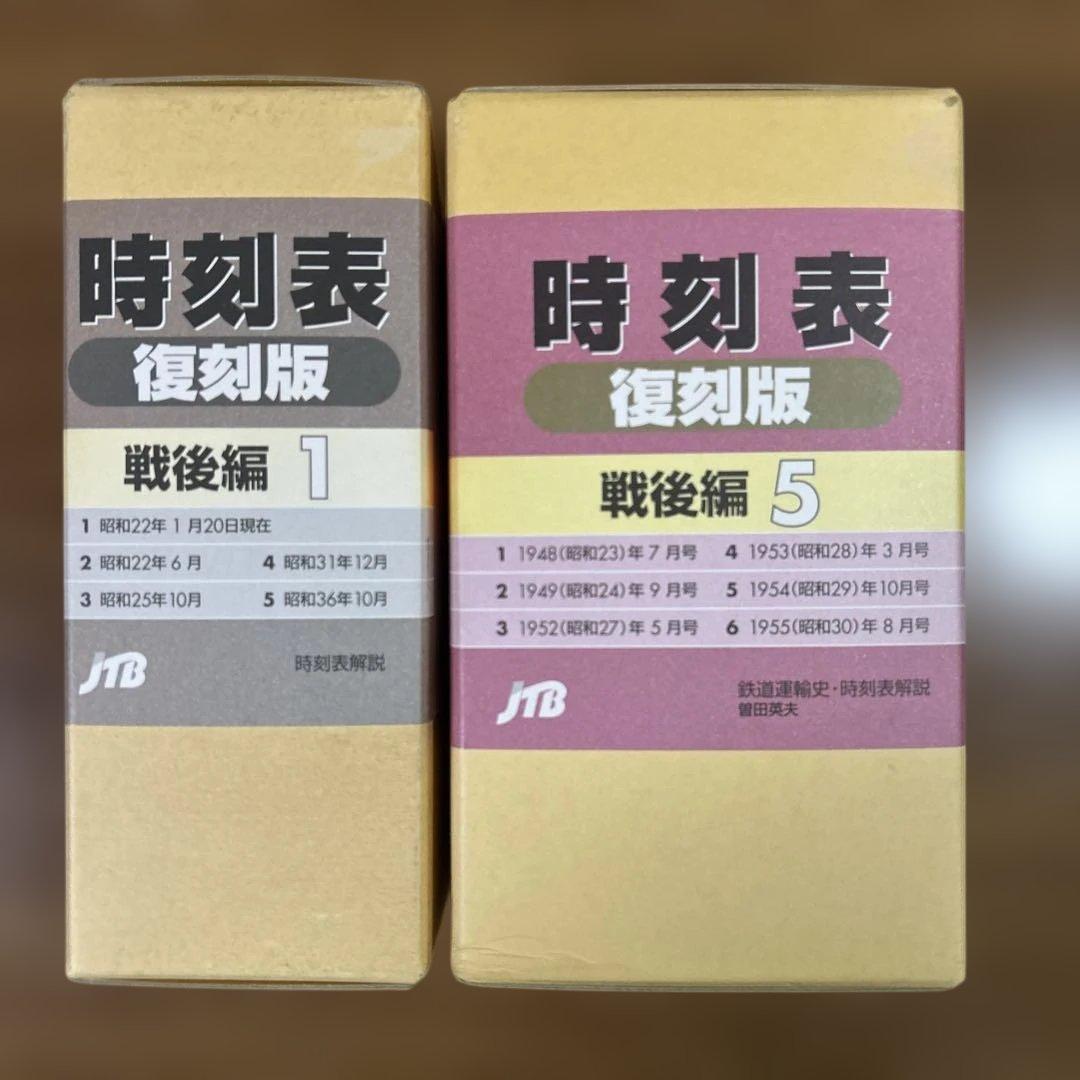 時刻表
復刻版
戦後編 1
1 昭和22年1月20日現在
2 昭和22年6月 4 昭和31年12月
3 昭和25年10月 5 昭和36年10月
JTB 時刻表解説
時刻表
復刻版
戦後編 5
1 1948(昭和23)年7月号 4 1953(昭和28)年3月号
2 1949(昭和24)年9月号 5 1954(昭和29)年10月号
3 1952(昭和27)年5月号 6 1955(昭和30)年8月号
JTB 鉄道運輸史・時刻表解説
曽田英夫